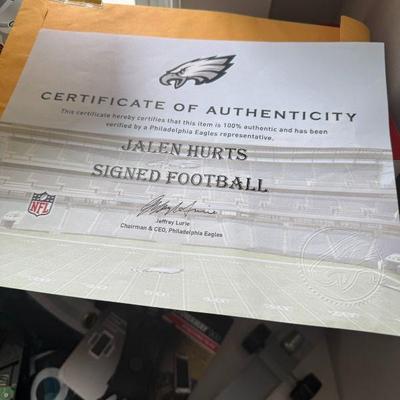 CERTIFICATE OF AUTHENTICITY
This certificate hereby certifies that this item is 100% authentic and has been
verified by a Philadelphia Eagles representative.
JALEN HURTS
SIGNED FOOTBALL
NFL
Jeffrey Lurie
Chairman & CEO, Philadelphia Eagles